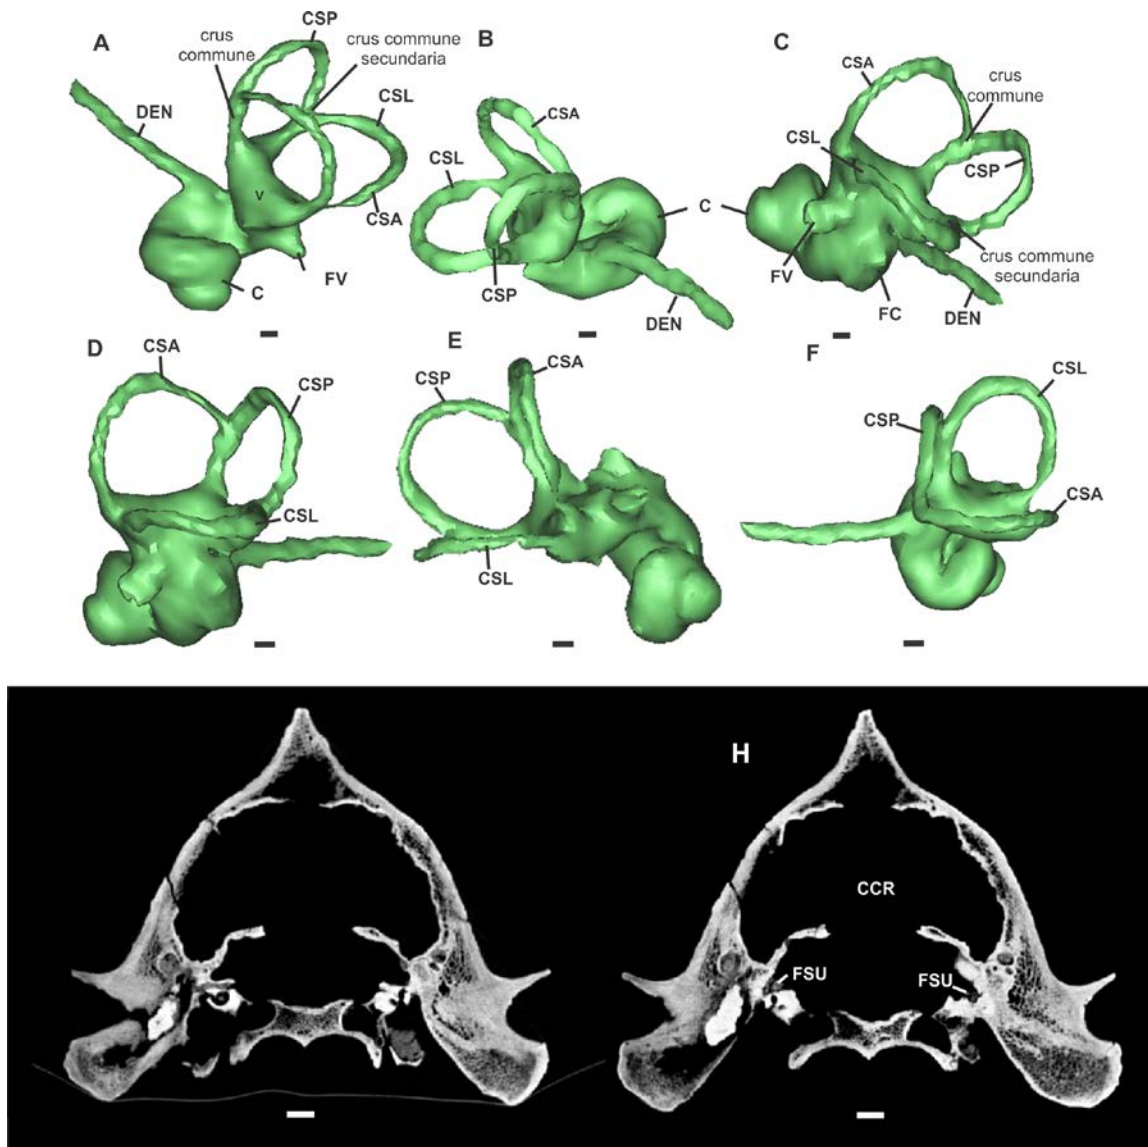 A
crus
commune
CSP
crus commune
secundaria
CSL
DEN
V
CSA
FV
C
B
CSA
CSL
C
CSP
DEN
C
CSA
crus
commune
CSL
CSP
FV
crus commune
secundaria
FC
DEN
D
CSA
CSP
CSL
E
CSP
CSA
CSL
F
CSL
CSP
CSA
H
CCR
FSU
FSU